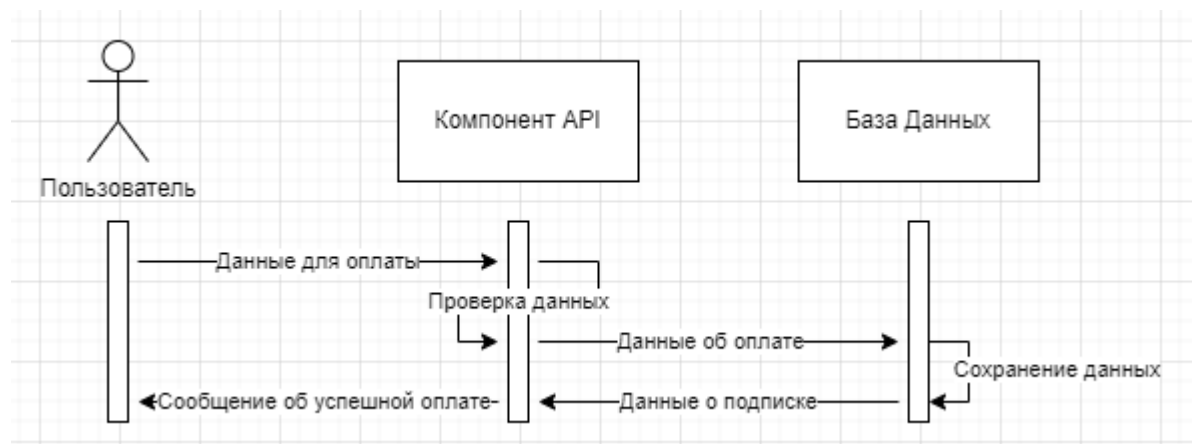 Компонент API
База Данных
Пользователь
Данные для оплаты
Проверка данных
Данные об оплате
Сохранение данных
Сообщение об успешной оплате
Данные о подписке